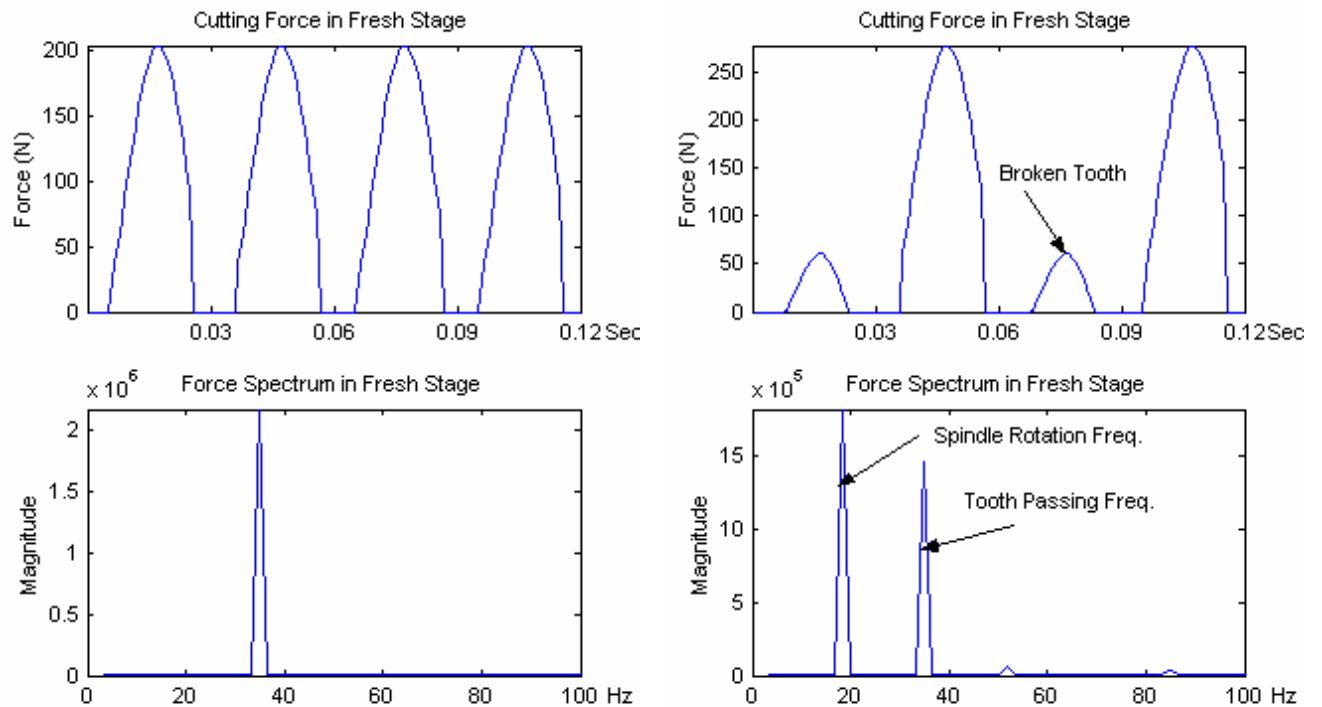 Cutting Force in Fresh Stage
Force (N)
200
150
100
50
0
0.03 0.06 0.09 0.12 Sec
Cutting Force in Fresh Stage
Force (N)
250
200
150
100
50
0
Broken Tooth
0.03 0.06 0.09 0.12 Sec
x 10^6
Force Spectrum in Fresh Stage
Magnitude
2
1.5
1
0.5
0
0 20 40 60 80 100 Hz
x 10^5
Force Spectrum in Fresh Stage
Magnitude
15
10
5
0
Spindle Rotation Freq.
Tooth Passing Freq.
0 20 40 60 80 100 Hz